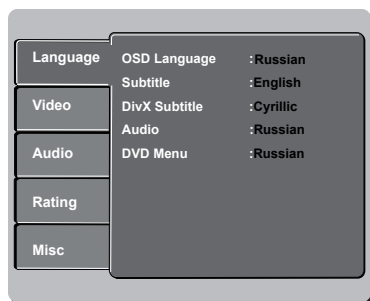 Language
Video
Audio
Rating
Misc
OSD Language :Russian
Subtitle :English
DivX Subtitle :Cyrillic
Audio :Russian
DVD Menu :Russian